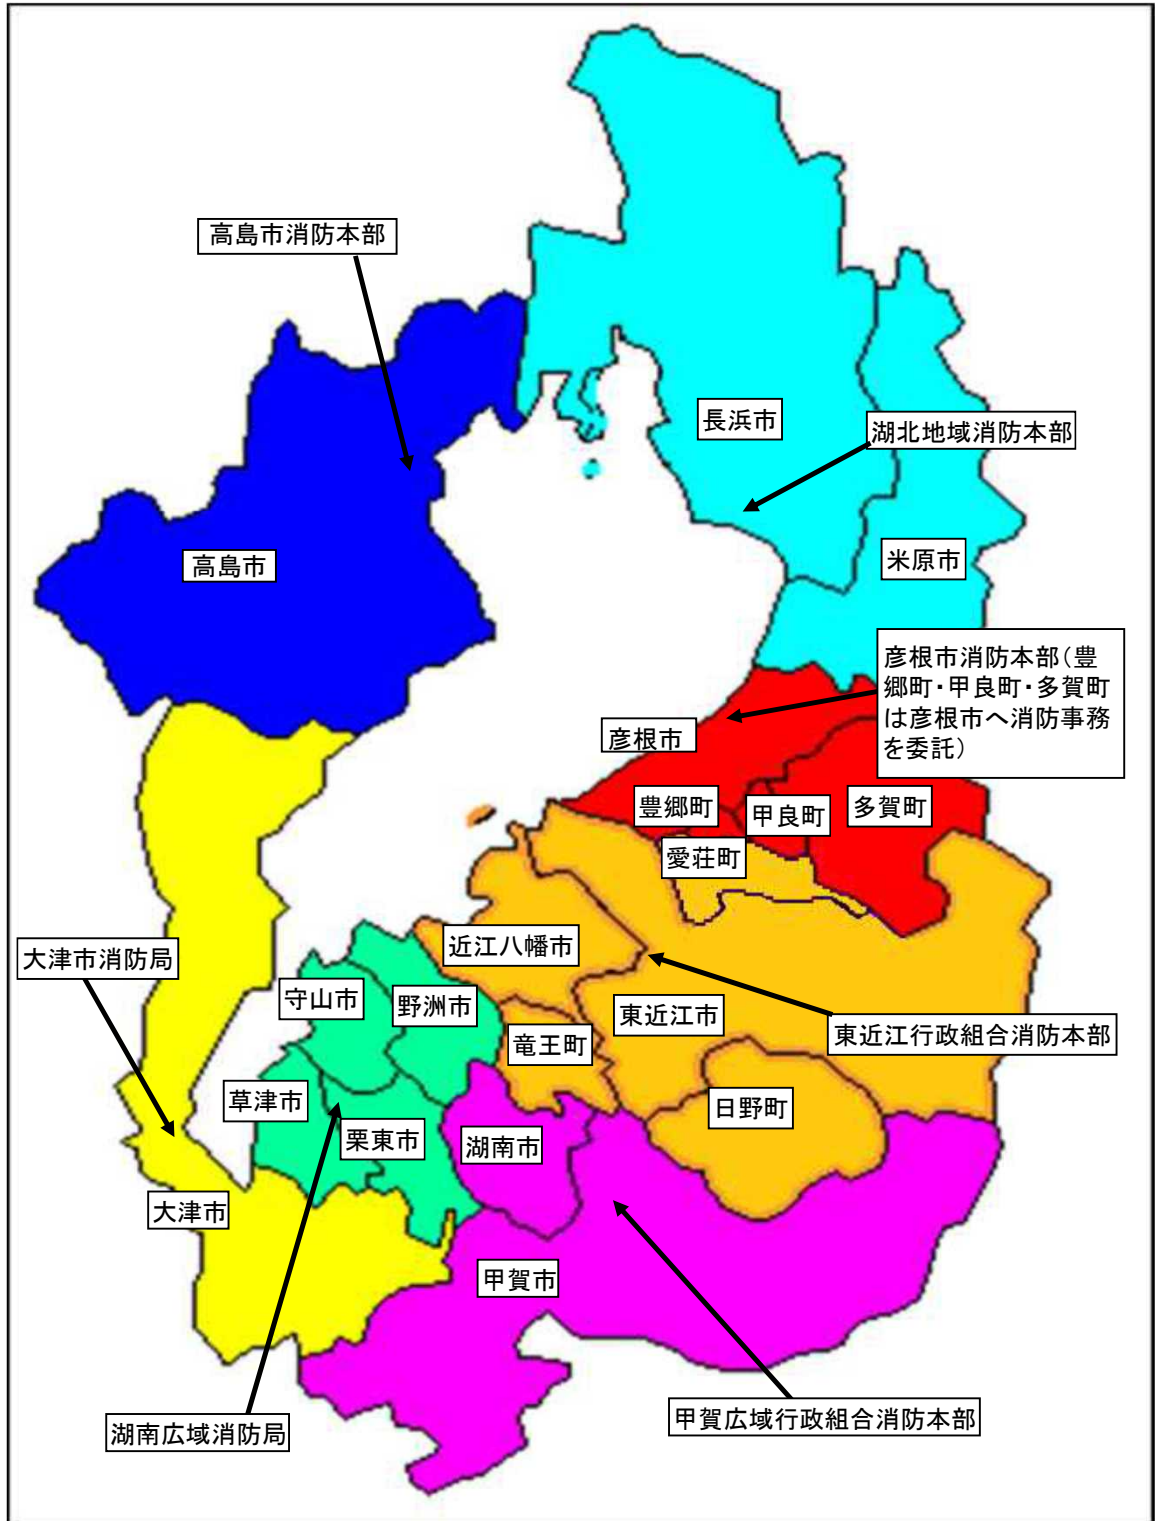 高島市消防本部
長浜市
湖北地域消防本部
高島市
米原市
彦根市消防本部（豊
郷町・甲良町・多賀町
は彦根市へ消防事務
を委託）
彦根市
豊郷町
甲良町
多賀町
愛荘町
近江八幡市
大津市消防局
守山市
野洲市
東近江市
竜王町
東近江行政組合消防本部
草津市
日野町
栗東市
湖南市
大津市
甲賀市
甲賀広域行政組合消防本部
湖南広域消防局